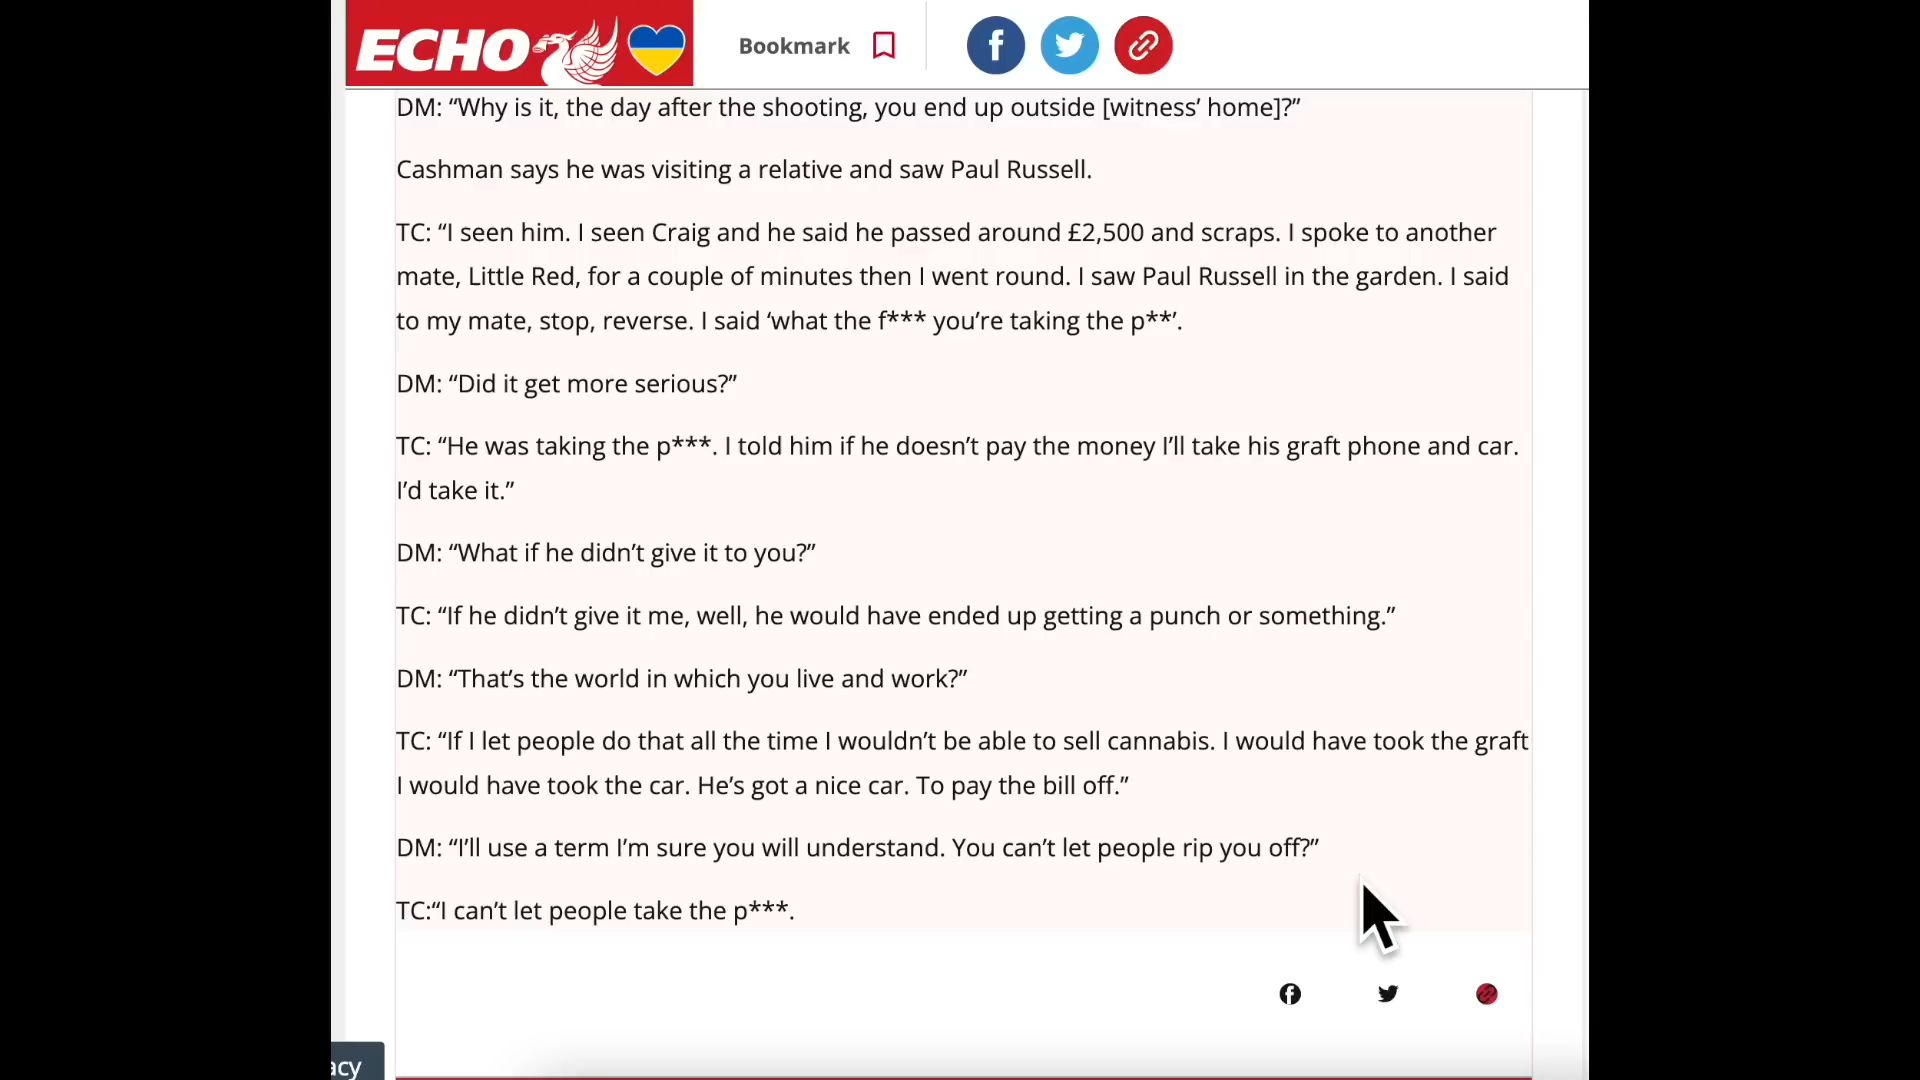 ECHO
Bookmark
DM: “Why is it, the day after the shooting, you end up outside [witness’ home]?”
Cashman says he was visiting a relative and saw Paul Russell.
TC: “I seen him. I seen Craig and he said he passed around £2,500 and scraps. I spoke to another
mate, Little Red, for a couple of minutes then I went round. I saw Paul Russell in the garden. I said
to my mate, stop, reverse. I said ‘what the f*** you’re taking the p**’.
DM: “Did it get more serious?”
TC: “He was taking the p***. I told him if he doesn’t pay the money I’ll take his graft phone and car.
I’d take it.”
DM: “What if he didn’t give it to you?”
TC: “If he didn’t give it me, well, he would have ended up getting a punch or something.”
DM: “That’s the world in which you live and work?”
TC: “If I let people do that all the time I wouldn’t be able to sell cannabis. I would have took the graft
I would have took the car. He’s got a nice car. To pay the bill off.”
DM: “I’ll use a term I’m sure you will understand. You can’t let people rip you off?”
TC:“I can’t let people take the p***.
acy